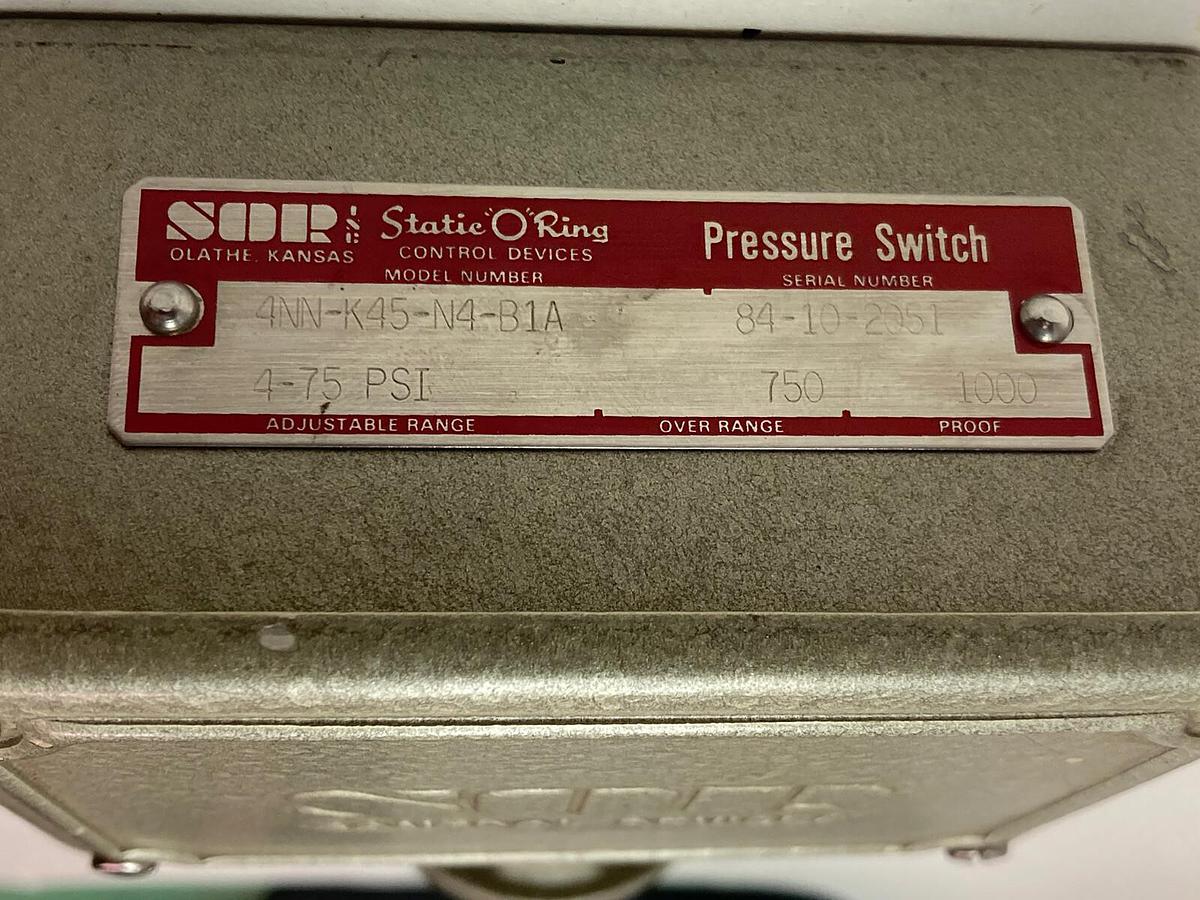 SOR INC Static "O" Ring Pressure Switch
OLATHE, KANSAS CONTROL DEVICES
MODEL NUMBER SERIAL NUMBER
4NN-K45-N4-B1A 84-10-2051
4-75 PSI 750 1000
ADJUSTABLE RANGE OVER RANGE PROOF